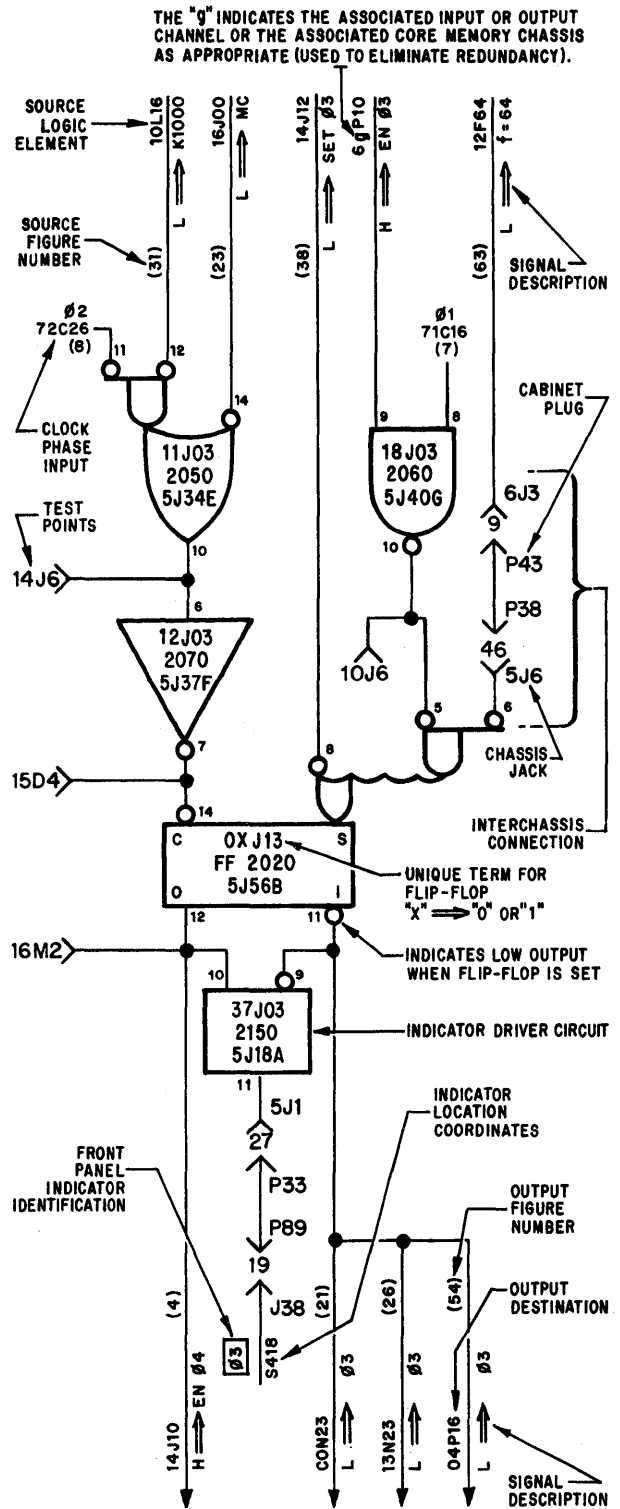 THE "g" INDICATES THE ASSOCIATED INPUT OR OUTPUT
CHANNEL OR THE ASSOCIATED CORE MEMORY CHASSIS
AS APPROPRIATE (USED TO ELIMINATE REDUNDANCY).
SOURCE
LOGIC
ELEMENT
10L16
L ⟹ K1000
16J00
L ⟹ MC
14J12
L ⟹ SET Ø3
6gP10
H ⟹ EN Ø3
12F64
L ⟹ f=64
SOURCE
FIGURE
NUMBER
(31)
(23)
(38)
(63)
SIGNAL
DESCRIPTION
Ø2
72C26
(8)
11
12
14
Ø1
71C16
(7)
9
8
CLOCK
PHASE
INPUT
11J03
2050
5J34E
10
18J03
2060
5J40G
10
CABINET
PLUG
6J3
9
P43
P38
46
5J6
TEST
POINTS
14J6
6
12J03
2070
5J37F
7
10J6
5
6
CHASSIS
JACK
8
15D4
14
INTERCHASSIS
CONNECTION
C
S
0XJ13
FF 2020
5J56B
O
I
12
11
UNIQUE TERM FOR
FLIP-FLOP
"X" ⟹ "0" OR "1"
16M2
INDICATES LOW OUTPUT
WHEN FLIP-FLOP IS SET
10
9
37J03
2150
5J18A
11
INDICATOR DRIVER CIRCUIT
5J1
27
P33
P89
19
J38
S418
INDICATOR
LOCATION
COORDINATES
FRONT
PANEL
INDICATOR
IDENTIFICATION
Ø3
OUTPUT
FIGURE
NUMBER
OUTPUT
DESTINATION
(4)
(21)
(26)
(54)
14J10
H ⟹ EN Ø4
C0N23
L ⟹ Ø3
13N23
L ⟹ Ø3
04P16
L ⟹ Ø3
SIGNAL
DESCRIPTION